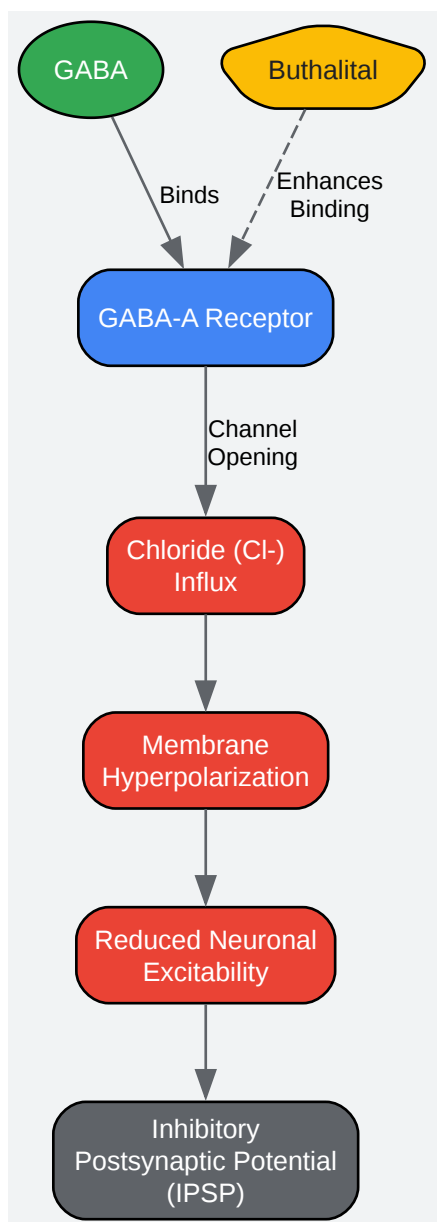 GABA
Buthalital
Binds
Enhances
Binding
GABA-A Receptor
Channel
Opening
Chloride (Cl-)
Influx
Membrane
Hyperpolarization
Reduced Neuronal
Excitability
Inhibitory
Postsynaptic Potential
(IPSP)